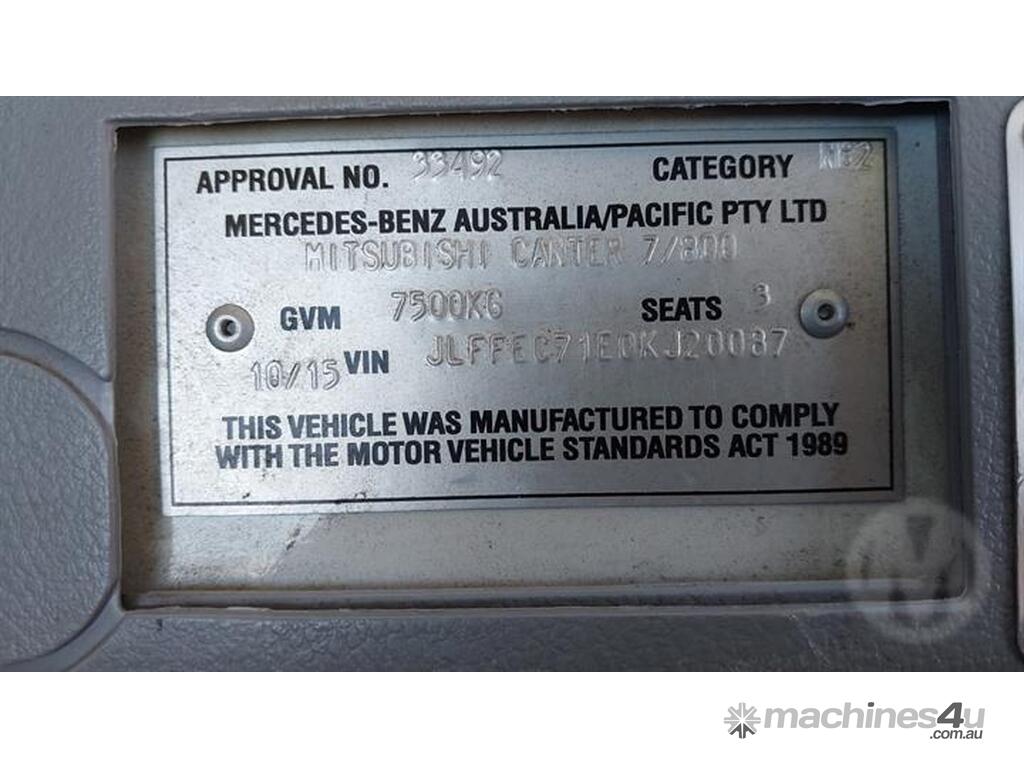 APPROVAL NO. 33492 CATEGORY NB2
MERCEDES-BENZ AUSTRALIA/PACIFIC PTY LTD
MITSUBISHI CANTER 7/800
GVM 7500KG SEATS 3
10/15 VIN JLFFEC71E0KJ20087
THIS VEHICLE WAS MANUFACTURED TO COMPLY
WITH THE MOTOR VEHICLE STANDARDS ACT 1989
machines4u
.com.au